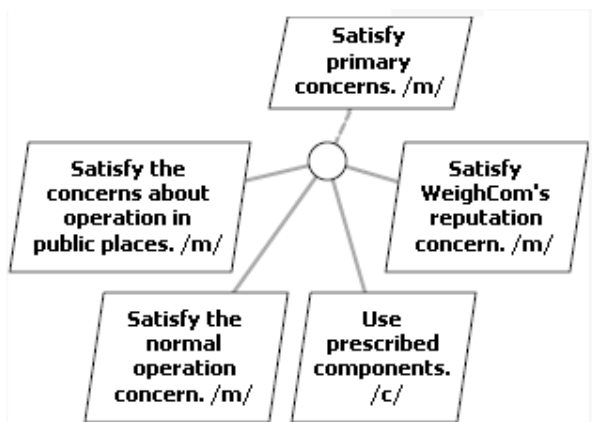 Satisfy
primary
concerns. /m/
Satisfy the
concerns about
operation in
public places. /m/
Satisfy
WeighCom's
reputation
concern. /m/
Satisfy the
normal
operation
concern. /m/
Use
prescribed
components.
/c/